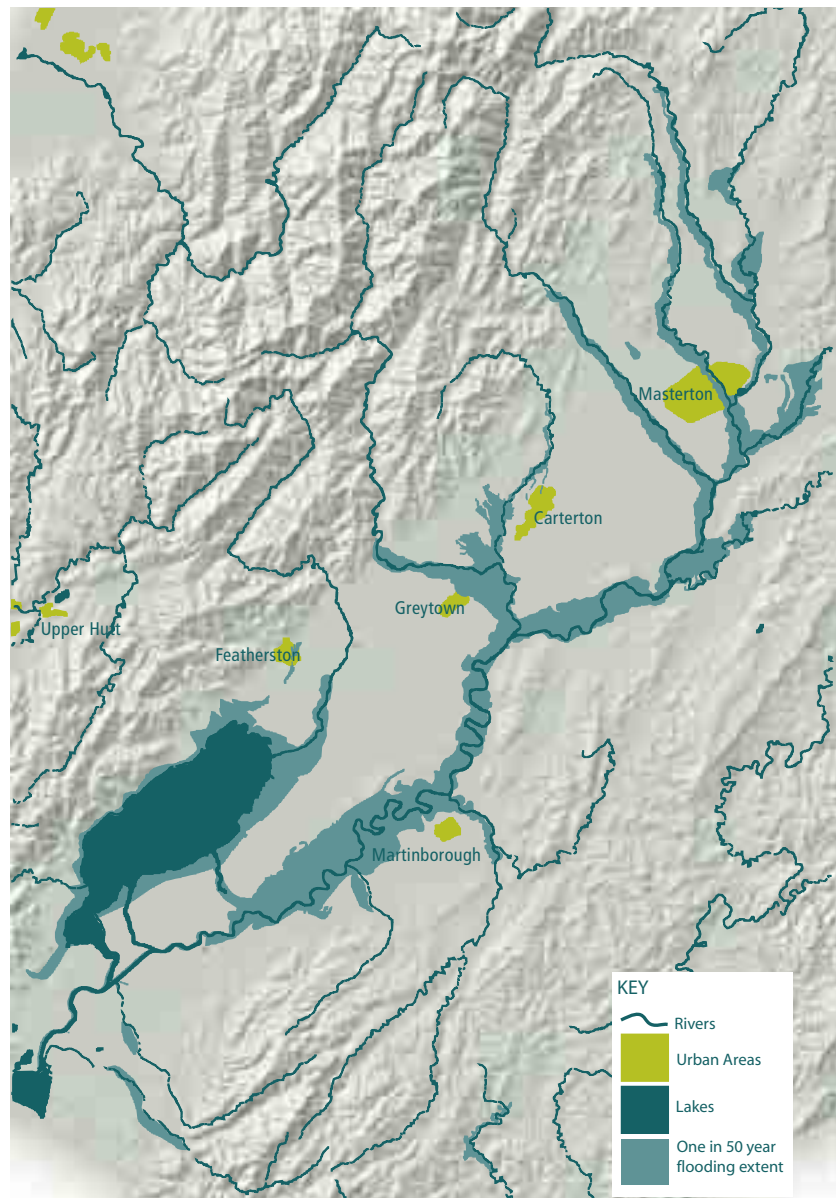 Masterton
Carterton
Greytown
Upper Hutt
Featherston
Martinborough
KEY
Rivers
Urban Areas
Lakes
One in 50 year
flooding extent